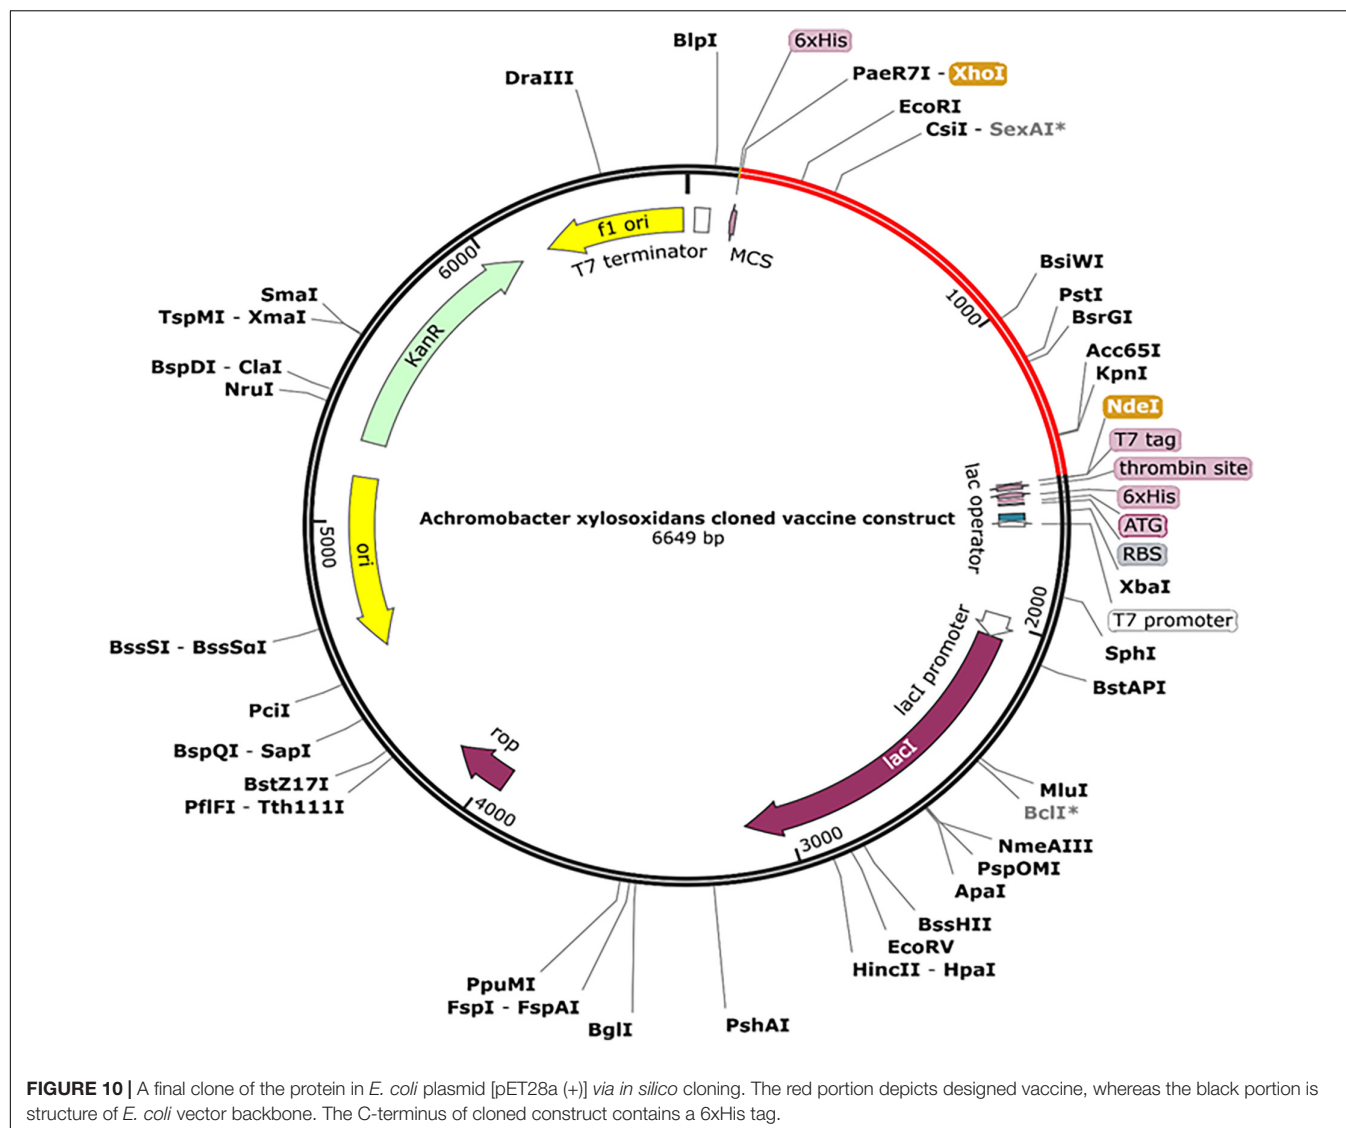 BlpI
6xHis
PaeR7I - XhoI
DraIII
EcoRI
CsiI - SexAI*
f1 ori
T7 terminator
MCS
6000
BsiWI
SmaI
TspMI - XmaI
1000
PstI
BsrGI
KanR
Acc65I
KpnI
BspDI - ClaI
NruI
NdeI
T7 tag
thrombin site
6xHis
ATG
RBS
XbaI
T7 promoter
lac operator
Achromobacter xylosoxidans cloned vaccine construct
6649 bp
5000
ori
2000
SphI
BstAPI
lacI promoter
BssSI - BssSαI
PciI
rop
lacI
BspQI - SapI
BstZ17I
PflFI - Tth111I
4000
3000
MluI
BclI*
NmeAIII
PspOMI
ApaI
BssHII
EcoRV
HincII - HpaI
PpuMI
FspI - FspAI
BglI
PshAI
FIGURE 10 | A final clone of the protein in E. coli plasmid [pET28a (+)] via in silico cloning. The red portion depicts designed vaccine, whereas the black portion is
structure of E. coli vector backbone. The C-terminus of cloned construct contains a 6xHis tag.